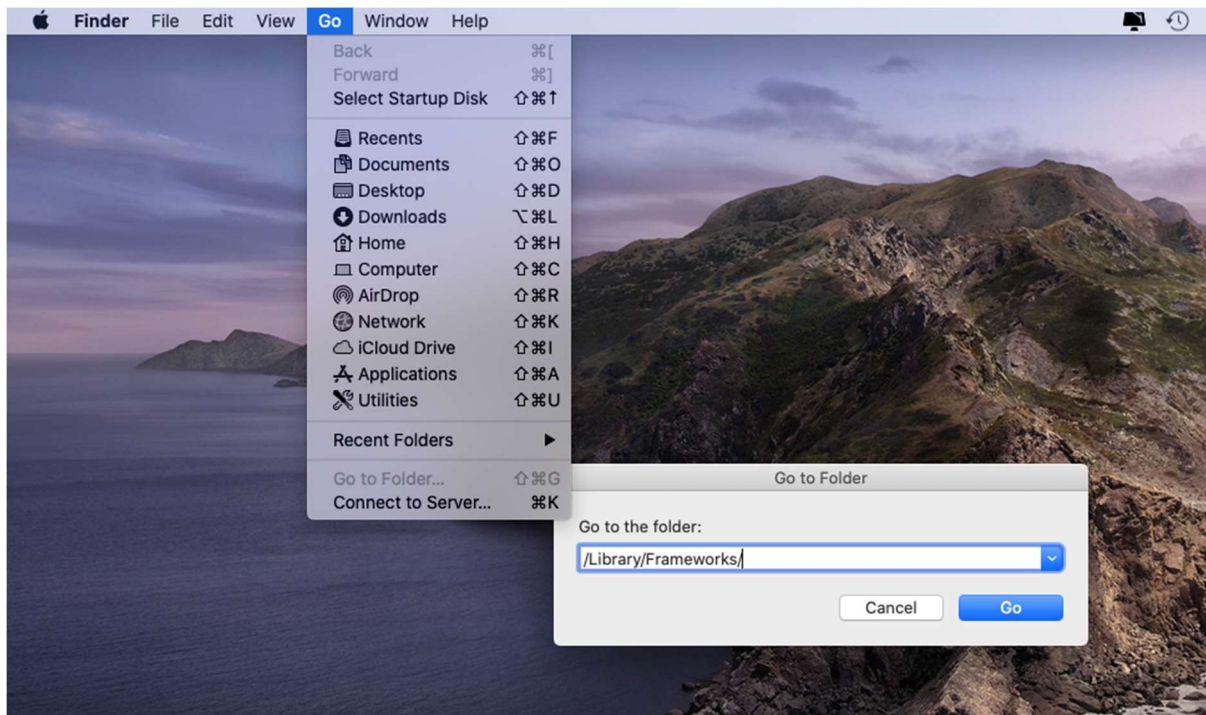 Finder File Edit View Go Window Help
Back ⌘[
Forward ⌘]
Select Startup Disk ⇧⌘↑
Recents ⇧⌘F
Documents ⇧⌘O
Desktop ⇧⌘D
Downloads ⌥⌘L
Home ⇧⌘H
Computer ⇧⌘C
AirDrop ⇧⌘R
Network ⇧⌘K
iCloud Drive ⇧⌘I
Applications ⇧⌘A
Utilities ⇧⌘U
Recent Folders ▶
Go to Folder... ⇧⌘G
Connect to Server... ⌘K
Go to Folder
Go to the folder:
/Library/Frameworks/
Cancel Go